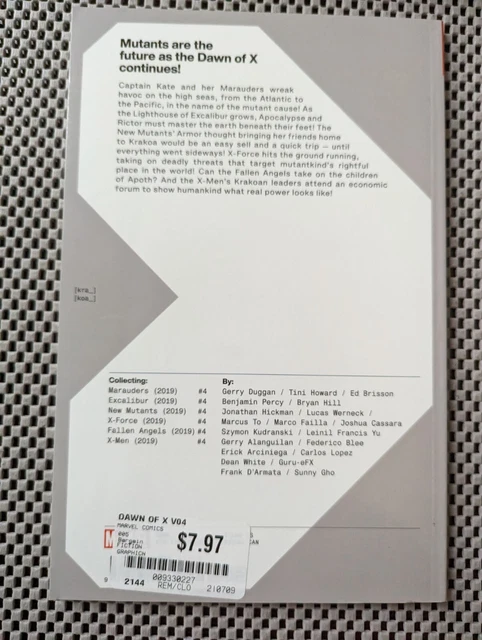 Mutants are the
future as the Dawn of X
continues!
Captain Kate and her Marauders wreak
havoc on the high seas, from the Atlantic to
the Pacific, in the name of the mutant cause! As
the Lighthouse of Excalibur grows, Apocalypse and
Rictor must master the earth beneath their feet! The
New Mutants' Armor thought bringing her friends home
to Krakoa would be an easy sell and a quick trip — until
everything went sideways! X-Force hits the ground running,
taking on deadly threats that target mutantkind's rightful
place in the world! Can the Fallen Angels take on the children
of Apoth? And the X-Men's Krakoan leaders attend an economic
forum to show humankind what real power looks like!
[kra_]
[koa_]
Collecting:
Marauders (2019) #4
Excalibur (2019) #4
New Mutants (2019) #4
X-Force (2019) #4
Fallen Angels (2019) #4
X-Men (2019) #4
By:
Gerry Duggan / Tini Howard / Ed Brisson
Benjamin Percy / Bryan Hill
Jonathan Hickman / Lucas Werneck /
Marcus To / Marco Failla / Joshua Cassara
Szymon Kudranski / Leinil Francis Yu
Gerry Alanguilan / Federico Blee
Erick Arciniega / Carlos Lopez
Dean White / Guru-eFX
Frank D'Armata / Sunny Gho
DAWN OF X V04
MARVEL COMICS
Bargain
FICTION
GRAPHICN
$7.97
009330227
2144 REM/CLO 210709
9